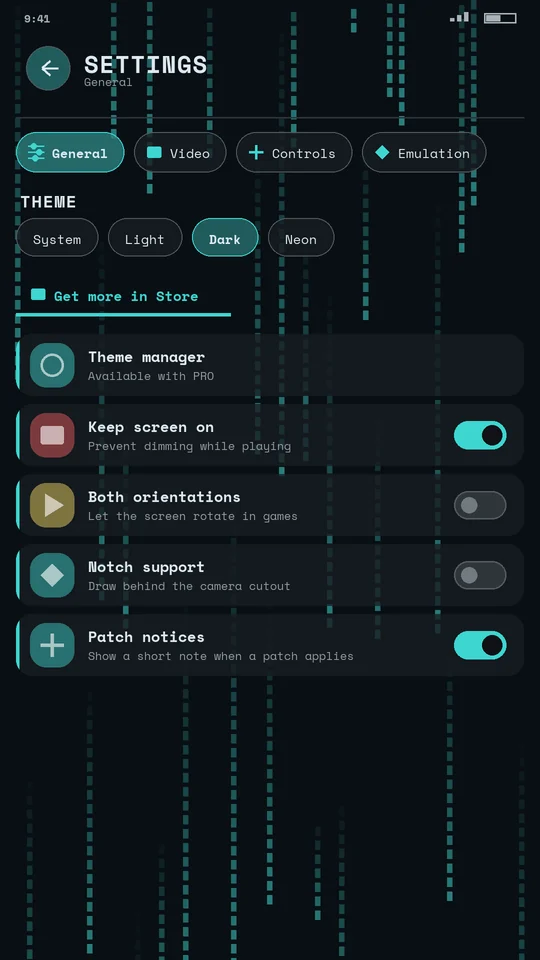 9:41
SETTINGS
General
General
Video
Controls
Emulation
THEME
System
Light
Dark
Neon
Get more in Store
Theme manager
Available with PRO
Keep screen on
Prevent dimming while playing
Both orientations
Let the screen rotate in games
Notch support
Draw behind the camera cutout
Patch notices
Show a short note when a patch applies